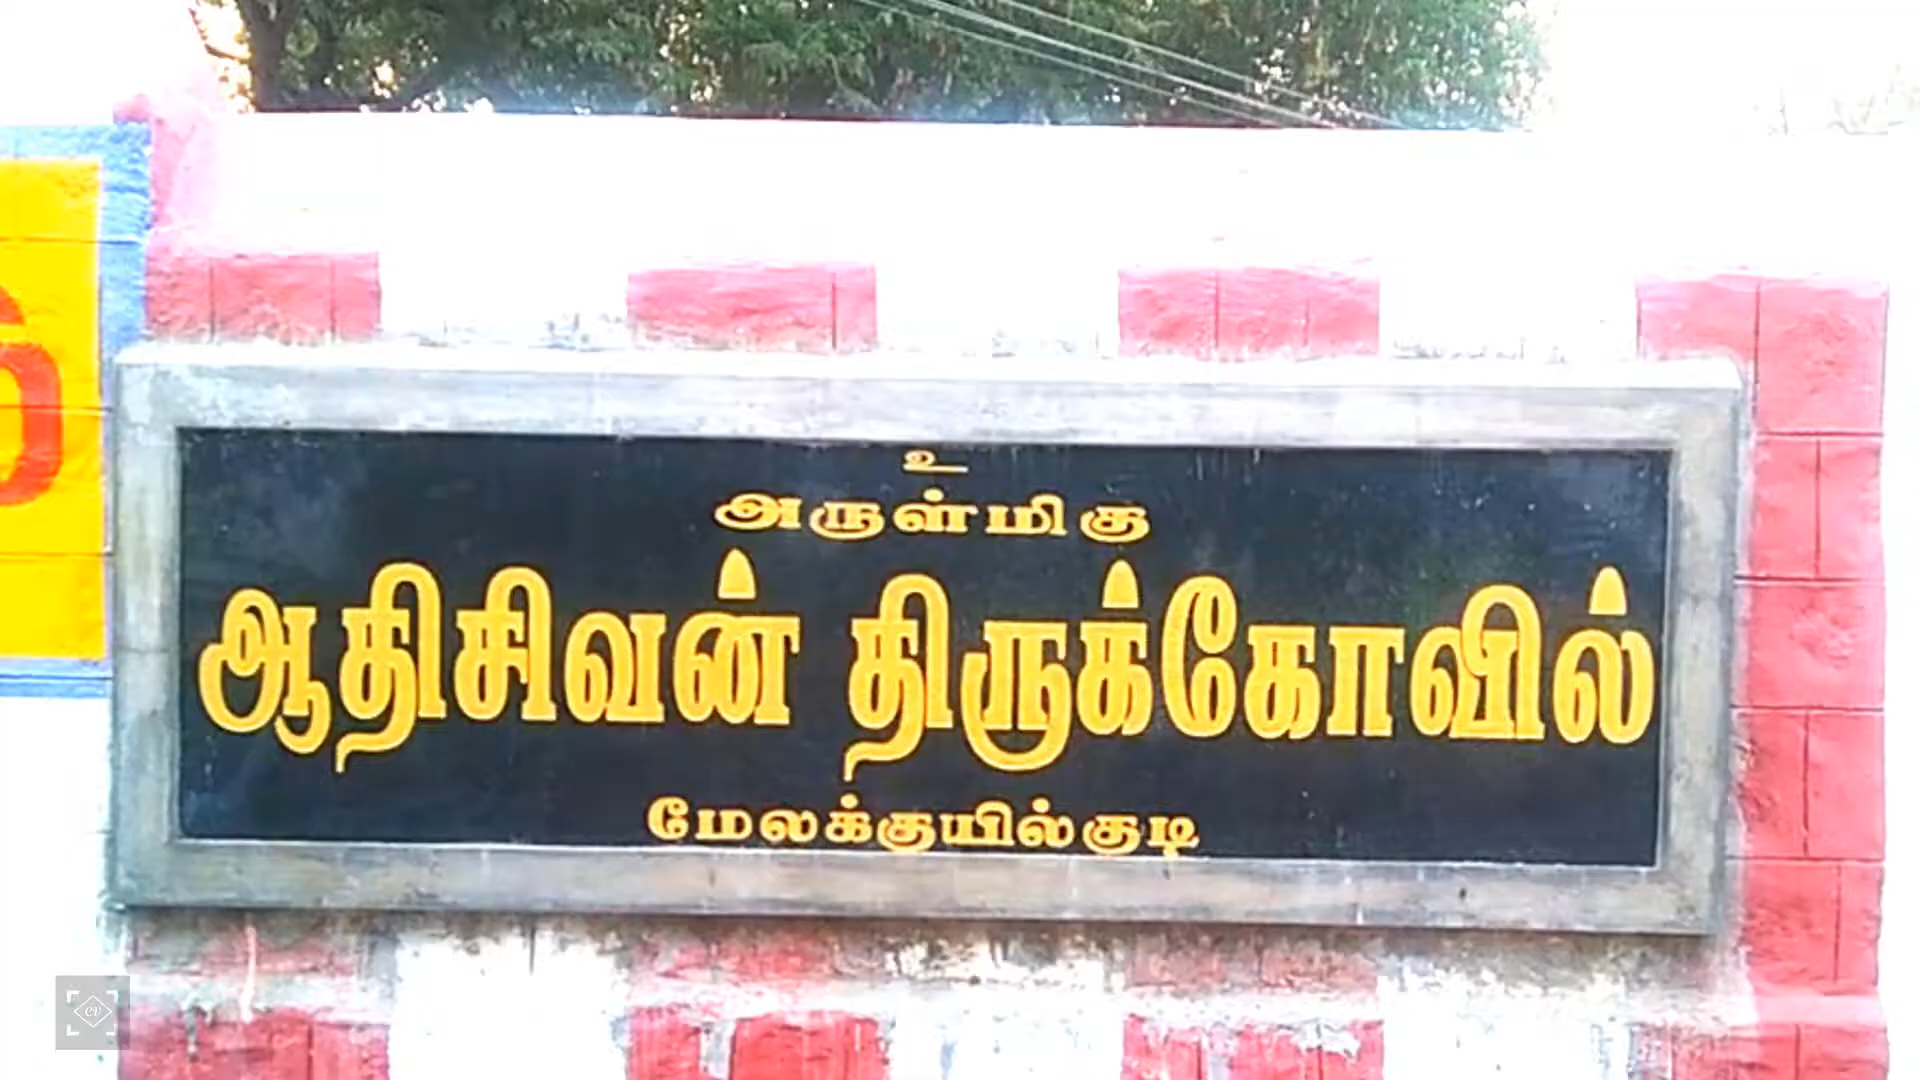 உ
அருள்மிகு
ஆதிசிவன் திருக்கோவில்
மேலக்குயில்குடி